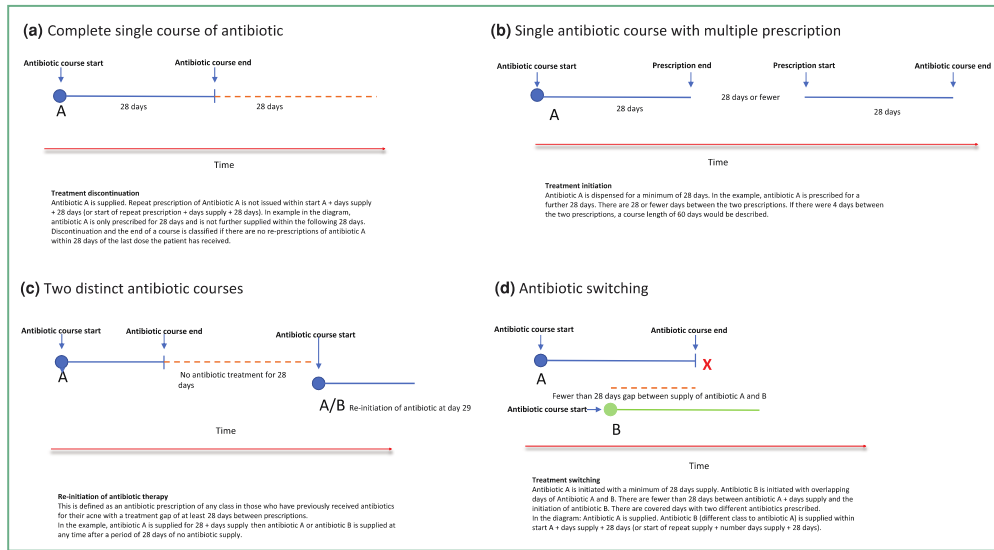 (a) Complete single course of antibiotic
Antibiotic course start
Antibiotic course end
28 days
28 days
A
Time
Treatment discontinuation
Antibiotic A is supplied. Repeat prescription of Antibiotic A is not issued within start A + days supply
+ 28 days (or start of repeat prescription + days supply + 28 days). In example in the diagram,
antibiotic A is only prescribed for 28 days and is not further supplied within the following 28 days.
Discontinuation and the end of a course is classified if there are no re-prescriptions of antibiotic A
within 28 days of the last dose the patient has received.
(b) Single antibiotic course with multiple prescription
Antibiotic course start
Prescription end
Prescription start
Antibiotic course end
28 days
28 days or fewer
28 days
A
Time
Treatment initiation
Antibiotic A is dispensed for a minimum of 28 days. In the example, antibiotic A is prescribed for a
further 28 days. There are 28 or fewer days between the two prescriptions. If there were 4 days between
the two prescriptions, a course length of 60 days would be described.
(c) Two distinct antibiotic courses
Antibiotic course start
Antibiotic course end
Antibiotic course start
A
No antibiotic treatment for 28
days
A/B Re-initiation of antibiotic at day 29
Time
Re-initiation of antibiotic therapy
This is defined as an antibiotic prescription of any class in those who have previously received antibiotics
for their acne with a treatment gap of at least 28 days between prescriptions.
In the example, antibiotic A is supplied for 28 + days supply then antibiotic A or antibiotic B is supplied at
any time after a period of 28 days of no antibiotic supply.
(d) Antibiotic switching
Antibiotic course start
Antibiotic course end
X
A
Fewer than 28 days gap between supply of antibiotic A and B
Antibiotic course start
B
Time
Treatment switching
Antibiotic A is initiated with a minimum of 28 days supply. Antibiotic B is initiated with overlapping
days of Antibiotic A and B. There are fewer than 28 days between antibiotic A + days supply and the
initiation of antibiotic B. There are covered days with two different antibiotics prescribed.
In the diagram: Antibiotic A is supplied. Antibiotic B (different class to antibiotic A) is supplied within
start A + days supply + 28 days (or start of repeat supply + number days supply + 28 days).